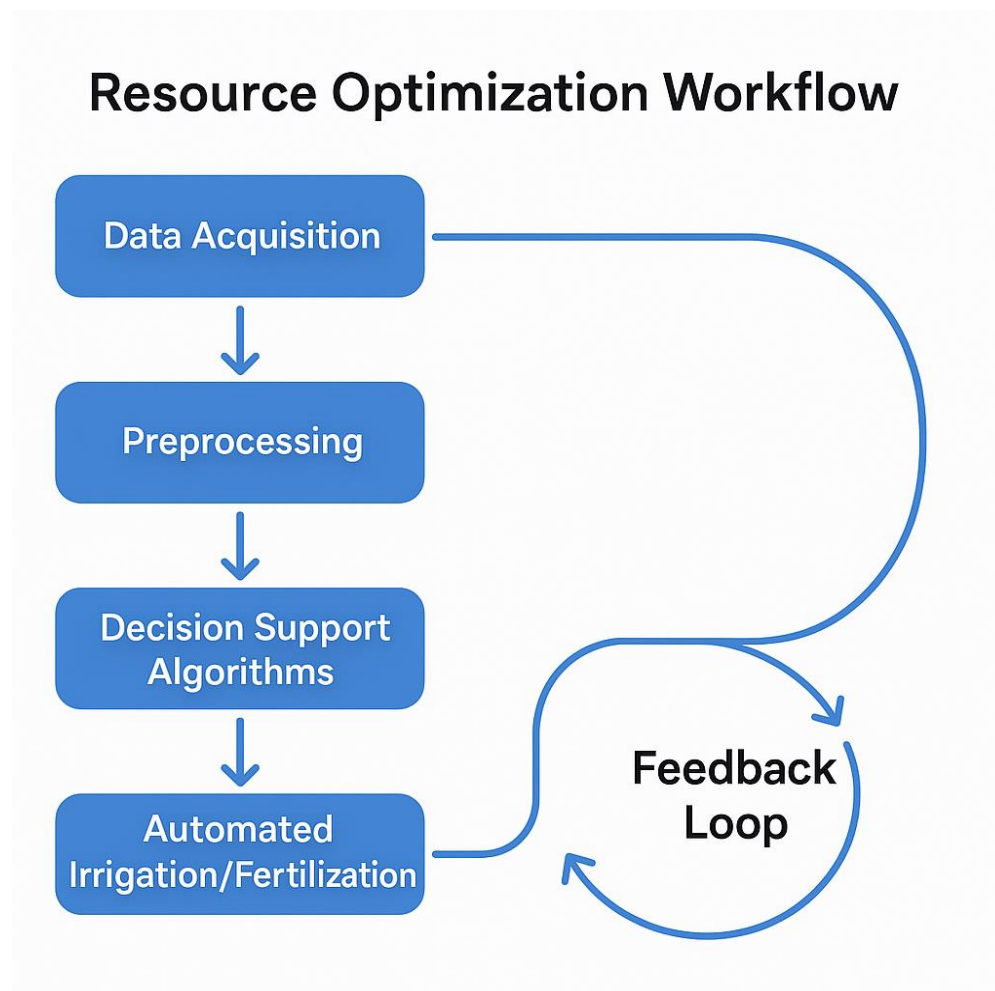 Resource Optimization Workflow
Data Acquisition
Preprocessing
Decision Support
Algorithms
Automated
Irrigation/Fertilization
Feedback
Loop